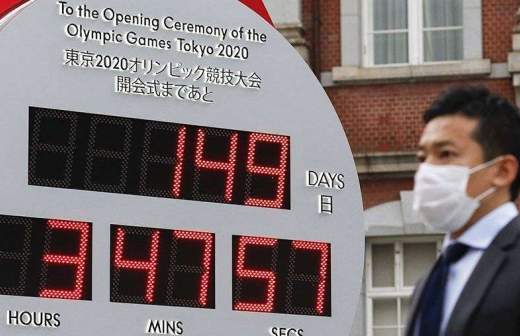 To the Opening Ceremony of the
Olympic Games Tokyo 2020
東京2020オリンピック競技大会
開会式まであと
149 DAYS
日
3 47 57
HOURS MINS SECS